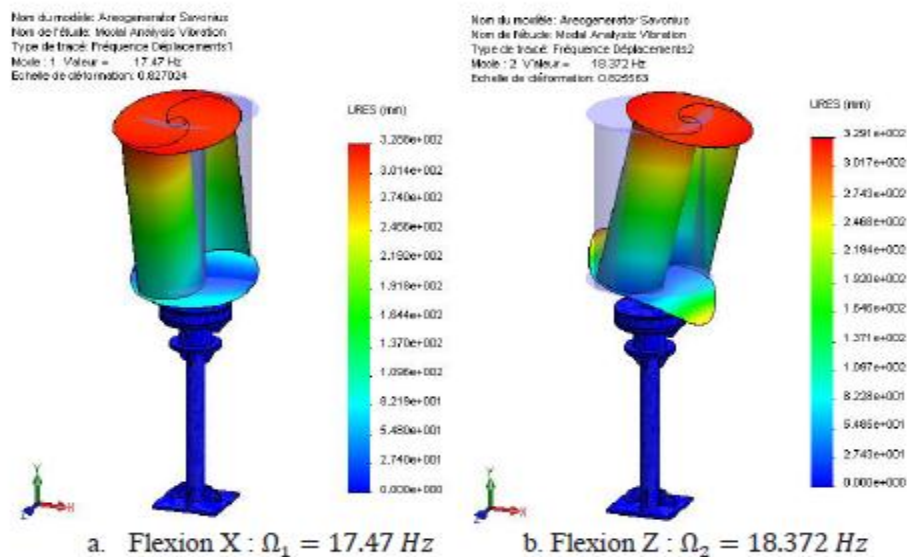 Nom du modèle: Areogenerator Savonius
Nom de l'étude: Modal Analysis Vibration
Type de tracé: Fréquence Déplacements1
Mode : 1 Valeur = 17.47 Hz
Echelle de déformation: 0.827024
URES (mm)
3.288e+002
3.014e+002
2.740e+002
2.466e+002
2.192e+002
1.918e+002
1.644e+002
1.370e+002
1.096e+002
8.219e+001
5.480e+001
2.740e+001
0.000e+000
Y
X
Z
a. Flexion X : Ω₁ = 17.47 Hz
Nom du modèle: Areogenerator Savonius
Nom de l'étude: Modal Analysis Vibration
Type de tracé: Fréquence Déplacements2
Mode : 2 Valeur = 18.372 Hz
Echelle de déformation:
URES (mm)
3.291e+002
3.017e+002
2.743e+002
2.468e+002
2.194e+002
1.920e+002
1.646e+002
1.371e+002
1.097e+002
8.228e+001
5.485e+001
2.743e+001
0.000e+000
Y
X
Z
b. Flexion Z : Ω₂ = 18.372 Hz